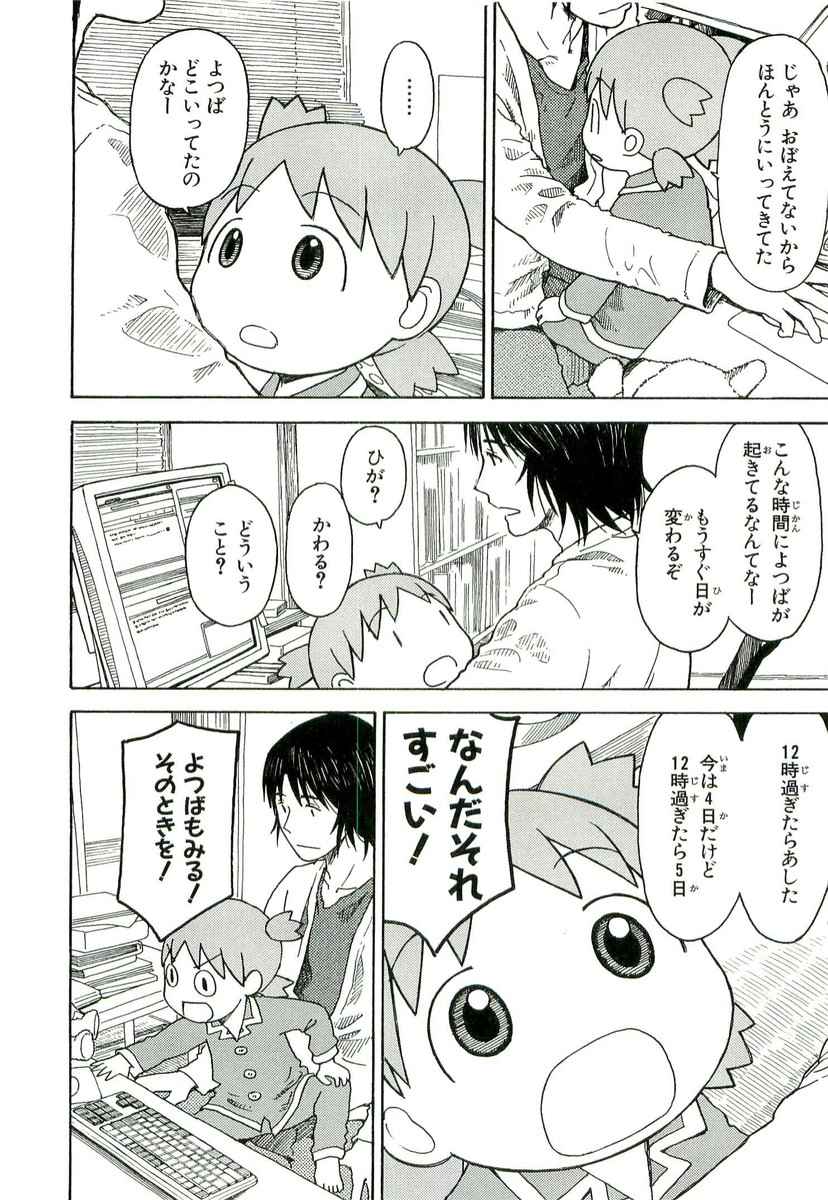 じゃあ おぼえてないから
ほんとうにいってきてた
……
よつば
どこいってたの
かなー
こんな時間によつばが
起きてるなんてなー
もうすぐ日が
変わるぞ
ひが？
かわる？
どういう
こと？
12時過ぎたらあした
今は4日だけど
12時過ぎたら5日
なんだそれ
すごい！
よつばもみる！
そのときを！